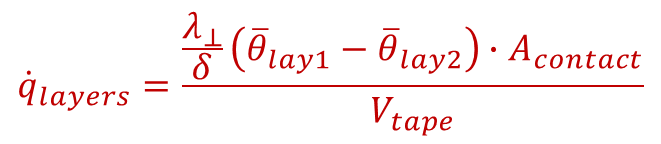 q̇_layers = (λ_⊥/δ (θ̅_lay1 − θ̅_lay2) · A_contact) / V_tape